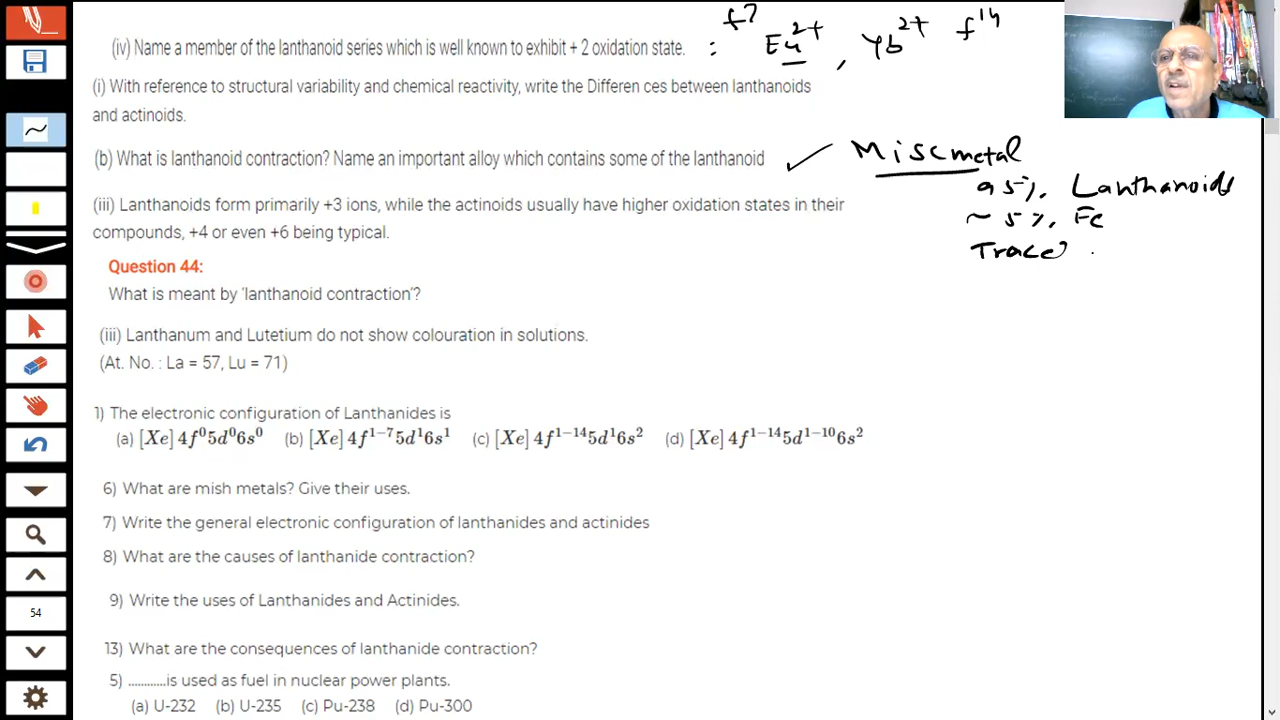 f7
(iv) Name a member of the lanthanoid series which is well known to exhibit + 2 oxidation state. : Eu2+, Yb2+ f14
(i) With reference to structural variability and chemical reactivity, write the Differen ces between lanthanoids
and actinoids.
(b) What is lanthanoid contraction? Name an important alloy which contains some of the lanthanoid ✓ Miscmetal
95%. Lanthanoids
(iii) Lanthanoids form primarily +3 ions, while the actinoids usually have higher oxidation states in their
~ 5%, Fe
compounds, +4 or even +6 being typical.
Trace
Question 44:
What is meant by 'lanthanoid contraction'?
(iii) Lanthanum and Lutetium do not show colouration in solutions.
(At. No. : La = 57, Lu = 71)
1) The electronic configuration of Lanthanides is
(a) [Xe] 4f⁰5d⁰6s⁰ (b) [Xe] 4f¹⁻⁷5d¹6s¹ (c) [Xe] 4f¹⁻¹⁴5d¹6s² (d) [Xe] 4f¹⁻¹⁴5d¹⁻¹⁰6s²
6) What are mish metals? Give their uses.
7) Write the general electronic configuration of lanthanides and actinides
8) What are the causes of lanthanide contraction?
9) Write the uses of Lanthanides and Actinides.
54
13) What are the consequences of lanthanide contraction?
5) ............is used as fuel in nuclear power plants.
(a) U-232 (b) U-235 (c) Pu-238 (d) Pu-300